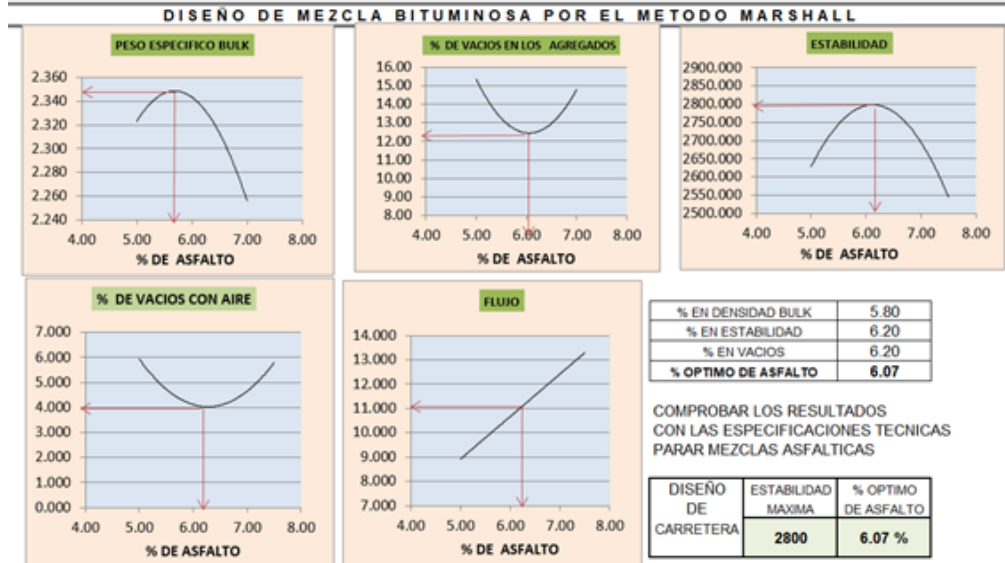 DISEÑO DE MEZCLA BITUMINOSA POR EL METODO MARSHALL
PESO ESPECIFICO BULK
2.360
2.340
2.320
2.300
2.280
2.260
2.240
4.00 5.00 6.00 7.00 8.00
% DE ASFALTO
% DE VACIOS EN LOS AGREGADOS
16.00
15.00
14.00
13.00
12.00
11.00
10.00
9.00
8.00
4.00 5.00 6.00 7.00 8.00
% DE ASFALTO
ESTABILIDAD
2900.000
2850.000
2800.000
2750.000
2700.000
2650.000
2600.000
2550.000
2500.000
4.00 5.00 6.00 7.00 8.00
% DE ASFALTO
% DE VACIOS CON AIRE
7.000
6.000
5.000
4.000
3.000
2.000
1.000
0.000
4.00 5.00 6.00 7.00 8.00
% DE ASFALTO
FLUJO
14.000
13.000
12.000
11.000
10.000
9.000
8.000
7.000
4.00 5.00 6.00 7.00 8.00
% DE ASFALTO
% EN DENSIDAD BULK 5.80
% EN ESTABILIDAD 6.20
% EN VACIOS 6.20
% OPTIMO DE ASFALTO 6.07
COMPROBAR LOS RESULTADOS
CON LAS ESPECIFICACIONES TECNICAS
PARAR MEZCLAS ASFALTICAS
DISEÑO
DE
CARRETERA
ESTABILIDAD
MAXIMA
% OPTIMO
DE ASFALTO
2800 6.07 %